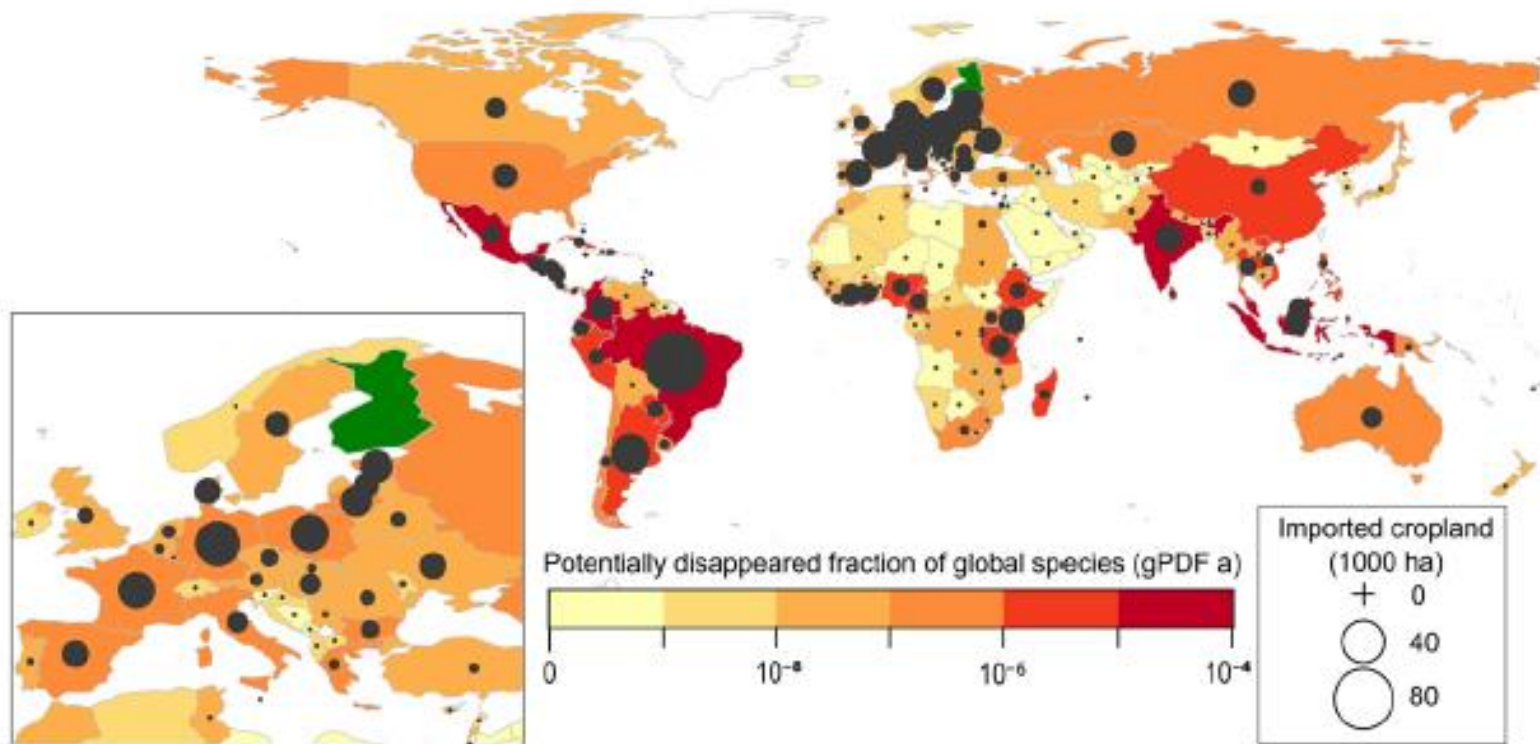 Potentially disappeared fraction of global species (gPDF a)
0 10⁻⁸ 10⁻⁶ 10⁻⁴
Imported cropland
(1000 ha)
0
40
80